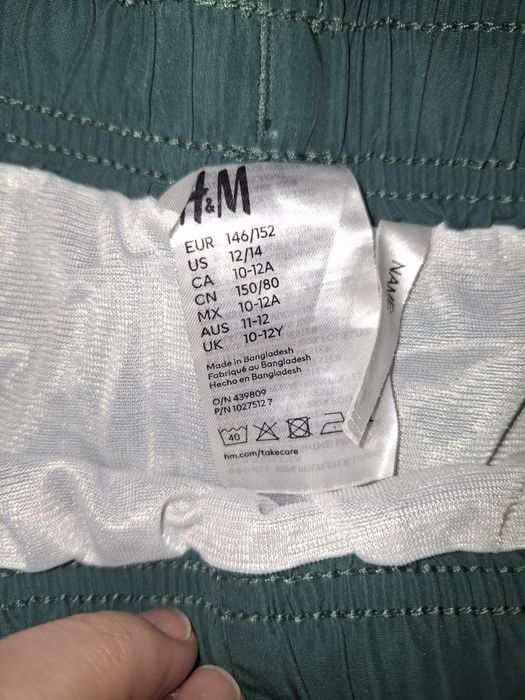 H&M
EUR 146/152
US 12/14
CA 10-12A
CN 150/80
MX 10-12A
AUS 11-12
UK 10-12Y
Made in Bangladesh
Fabriqué au Bangladesh
Hecho en Bangladesh
O/N 439809
P/N 1027512 7
40
hm.com/takecare
NAME